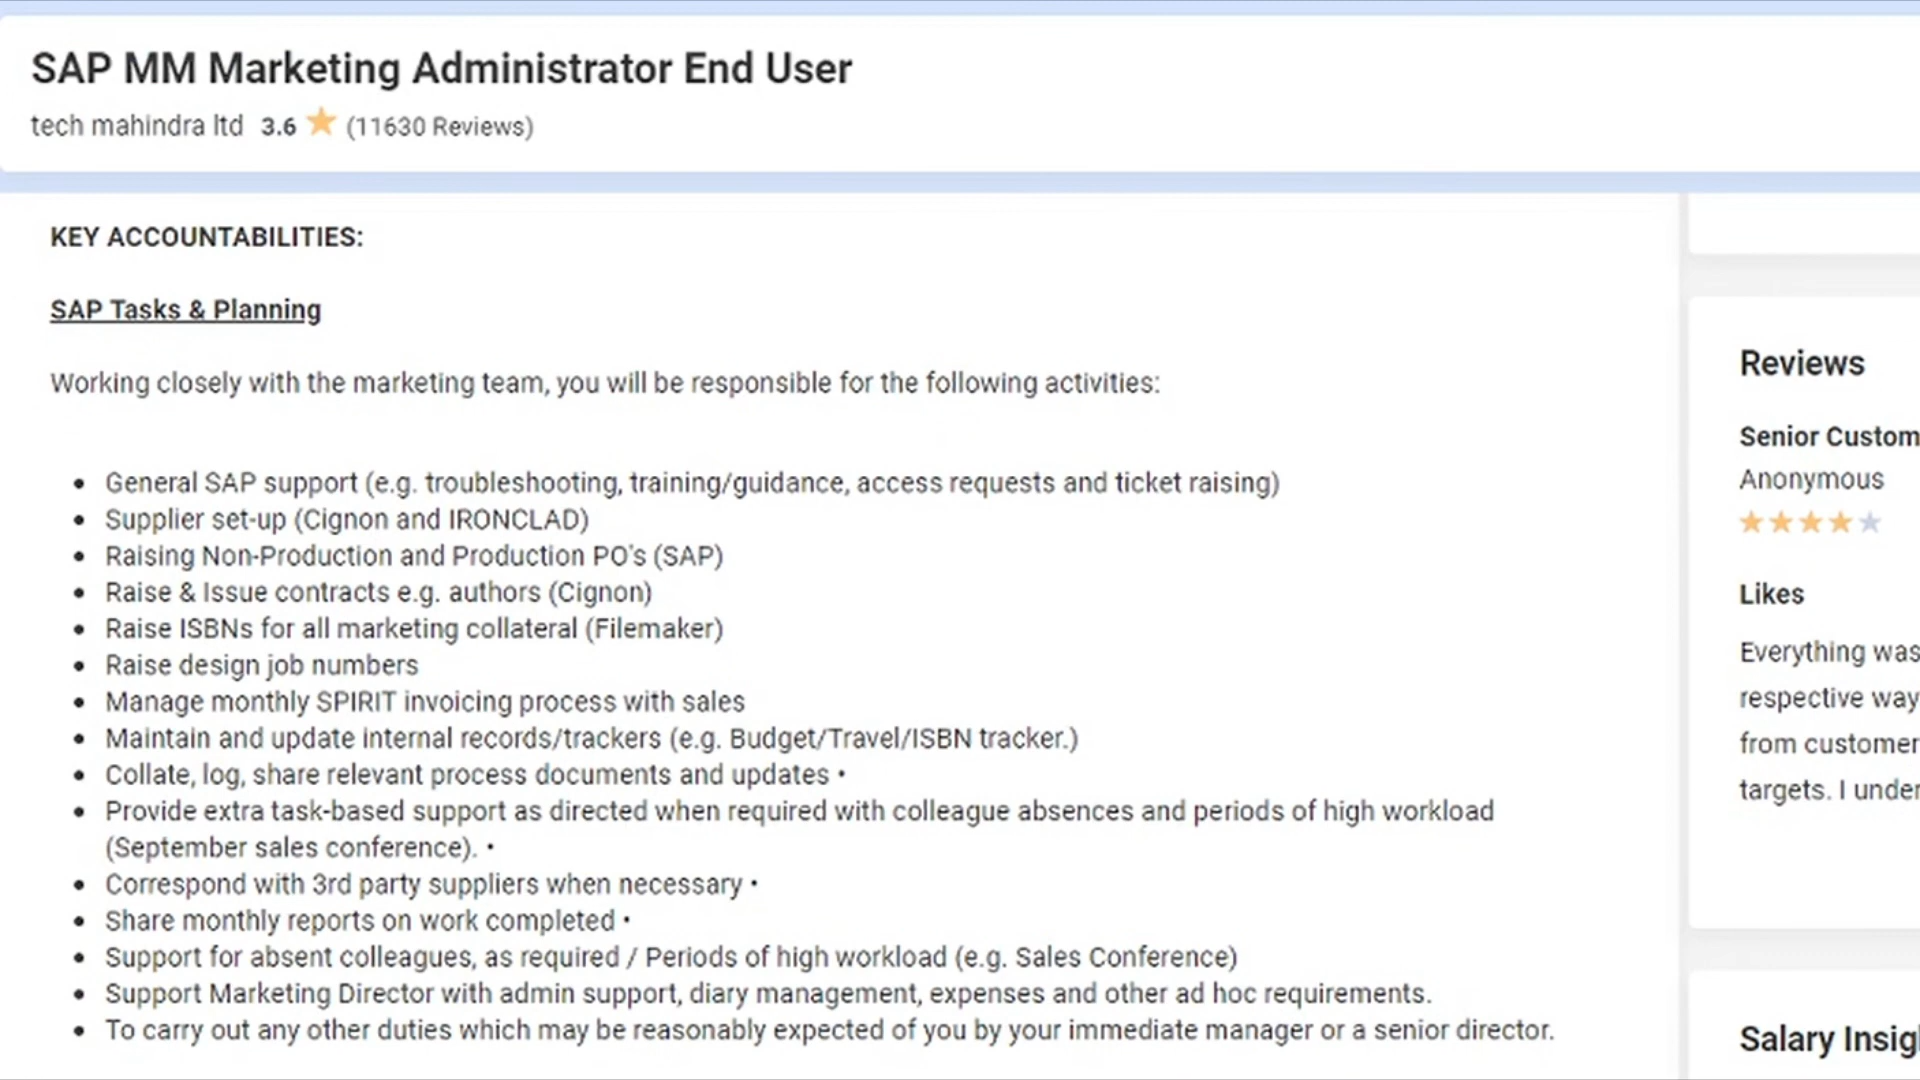 SAP MM Marketing Administrator End User
tech mahindra ltd 3.6 ★ (11630 Reviews)
KEY ACCOUNTABILITIES:
SAP Tasks & Planning
Working closely with the marketing team, you will be responsible for the following activities:
• General SAP support (e.g. troubleshooting, training/guidance, access requests and ticket raising)
• Supplier set-up (Cignon and IRONCLAD)
• Raising Non-Production and Production PO's (SAP)
• Raise & Issue contracts e.g. authors (Cignon)
• Raise ISBNs for all marketing collateral (Filemaker)
• Raise design job numbers
• Manage monthly SPIRIT invoicing process with sales
• Maintain and update internal records/trackers (e.g. Budget/Travel/ISBN tracker.)
• Collate, log, share relevant process documents and updates •
• Provide extra task-based support as directed when required with colleague absences and periods of high workload
(September sales conference). •
• Correspond with 3rd party suppliers when necessary •
• Share monthly reports on work completed •
• Support for absent colleagues, as required / Periods of high workload (e.g. Sales Conference)
• Support Marketing Director with admin support, diary management, expenses and other ad hoc requirements.
• To carry out any other duties which may be reasonably expected of you by your immediate manager or a senior director.
Reviews
Senior Custom
Anonymous
Likes
Everything was
respective way
from customer
targets. I under
Salary Insig